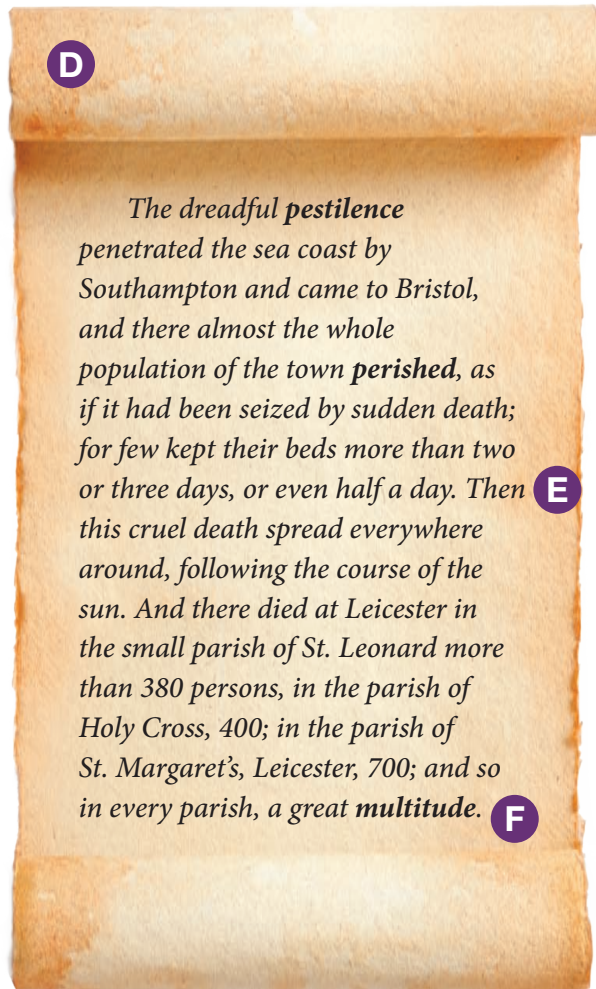 D
The dreadful pestilence
penetrated the sea coast by
Southampton and came to Bristol,
and there almost the whole
population of the town perished, as
if it had been seized by sudden death;
for few kept their beds more than two
or three days, or even half a day. Then E
this cruel death spread everywhere
around, following the course of the
sun. And there died at Leicester in
the small parish of St. Leonard more
than 380 persons, in the parish of
Holy Cross, 400; in the parish of
St. Margaret’s, Leicester, 700; and so
in every parish, a great multitude. F